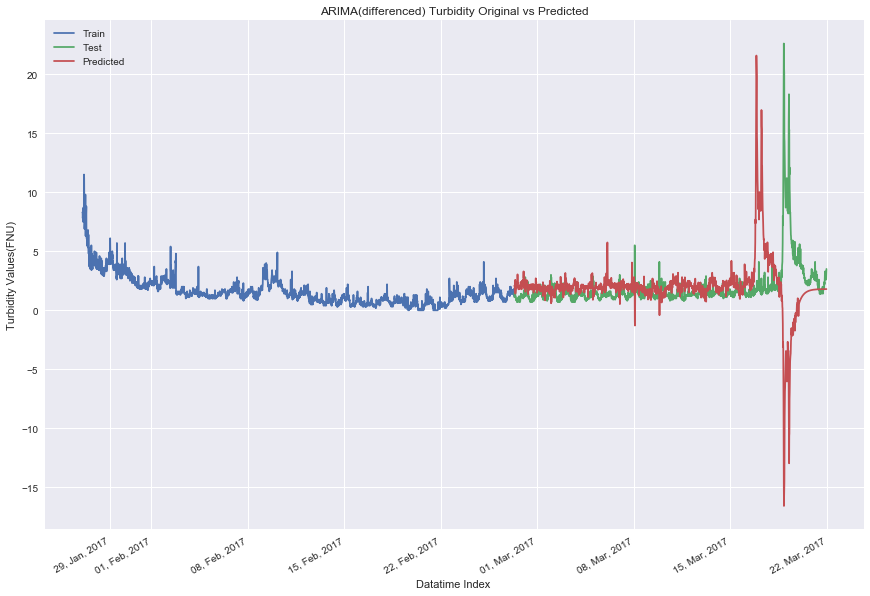 ARIMA(differenced) Turbidity Original vs Predicted
Train
Test
Predicted
Turbidity Values(FNU)
20
15
10
5
0
−5
−10
−15
29, Jan, 2017
01, Feb, 2017
08, Feb, 2017
15, Feb, 2017
22, Feb, 2017
01, Mar, 2017
08, Mar, 2017
15, Mar, 2017
22, Mar, 2017
Datatime Index